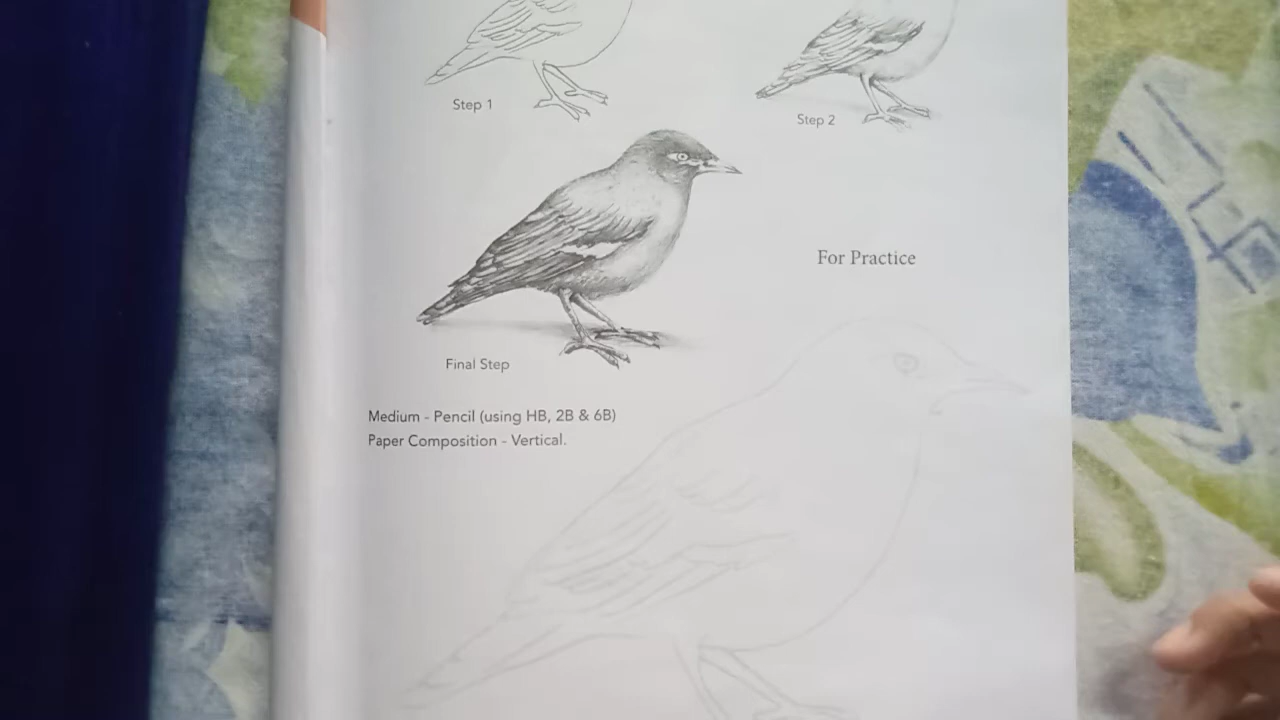 Step 1
Step 2
For Practice
Final Step
Medium - Pencil (using HB, 2B & 6B)
Paper Composition - Vertical.